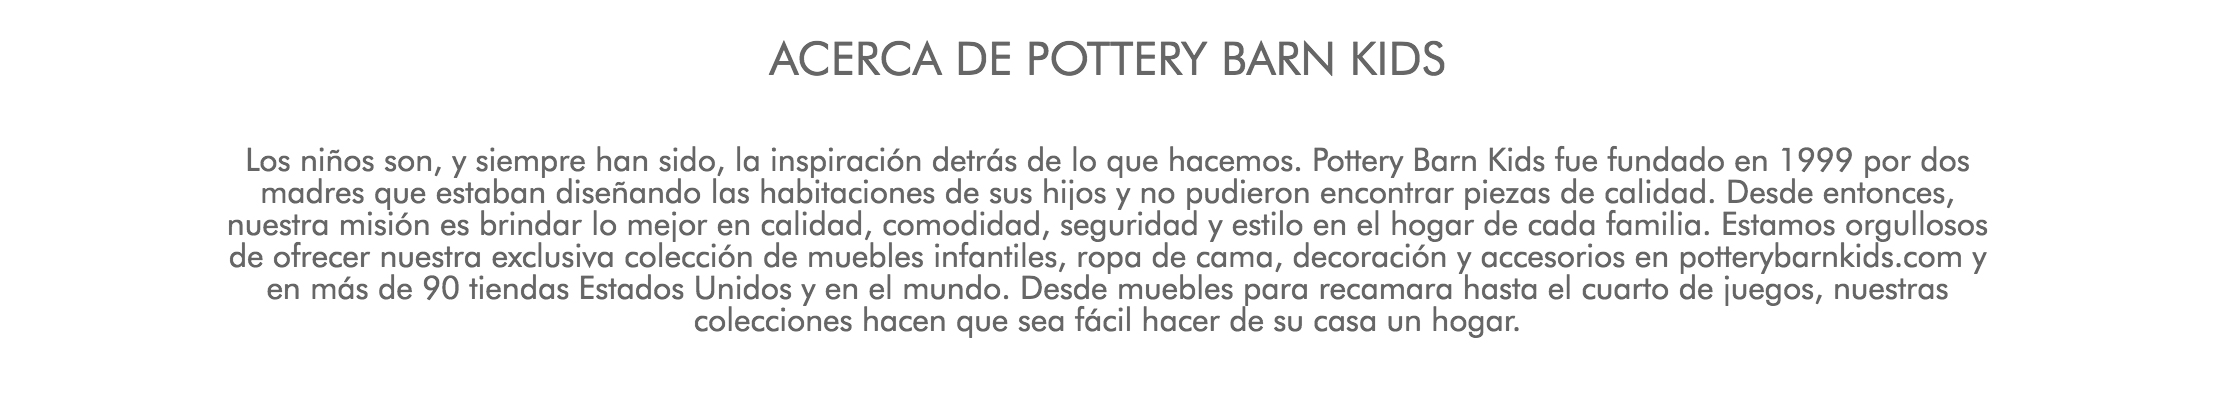 ACERCA DE POTTERY BARN KIDS
Los niños son, y siempre han sido, la inspiración detrás de lo que hacemos. Pottery Barn Kids fue fundado en 1999 por dos
madres que estaban diseñando las habitaciones de sus hijos y no pudieron encontrar piezas de calidad. Desde entonces,
nuestra misión es brindar lo mejor en calidad, comodidad, seguridad y estilo en el hogar de cada familia. Estamos orgullosos
de ofrecer nuestra exclusiva colección de muebles infantiles, ropa de cama, decoración y accesorios en potterybarnkids.com y
en más de 90 tiendas Estados Unidos y en el mundo. Desde muebles para recamara hasta el cuarto de juegos, nuestras
colecciones hacen que sea fácil hacer de su casa un hogar.